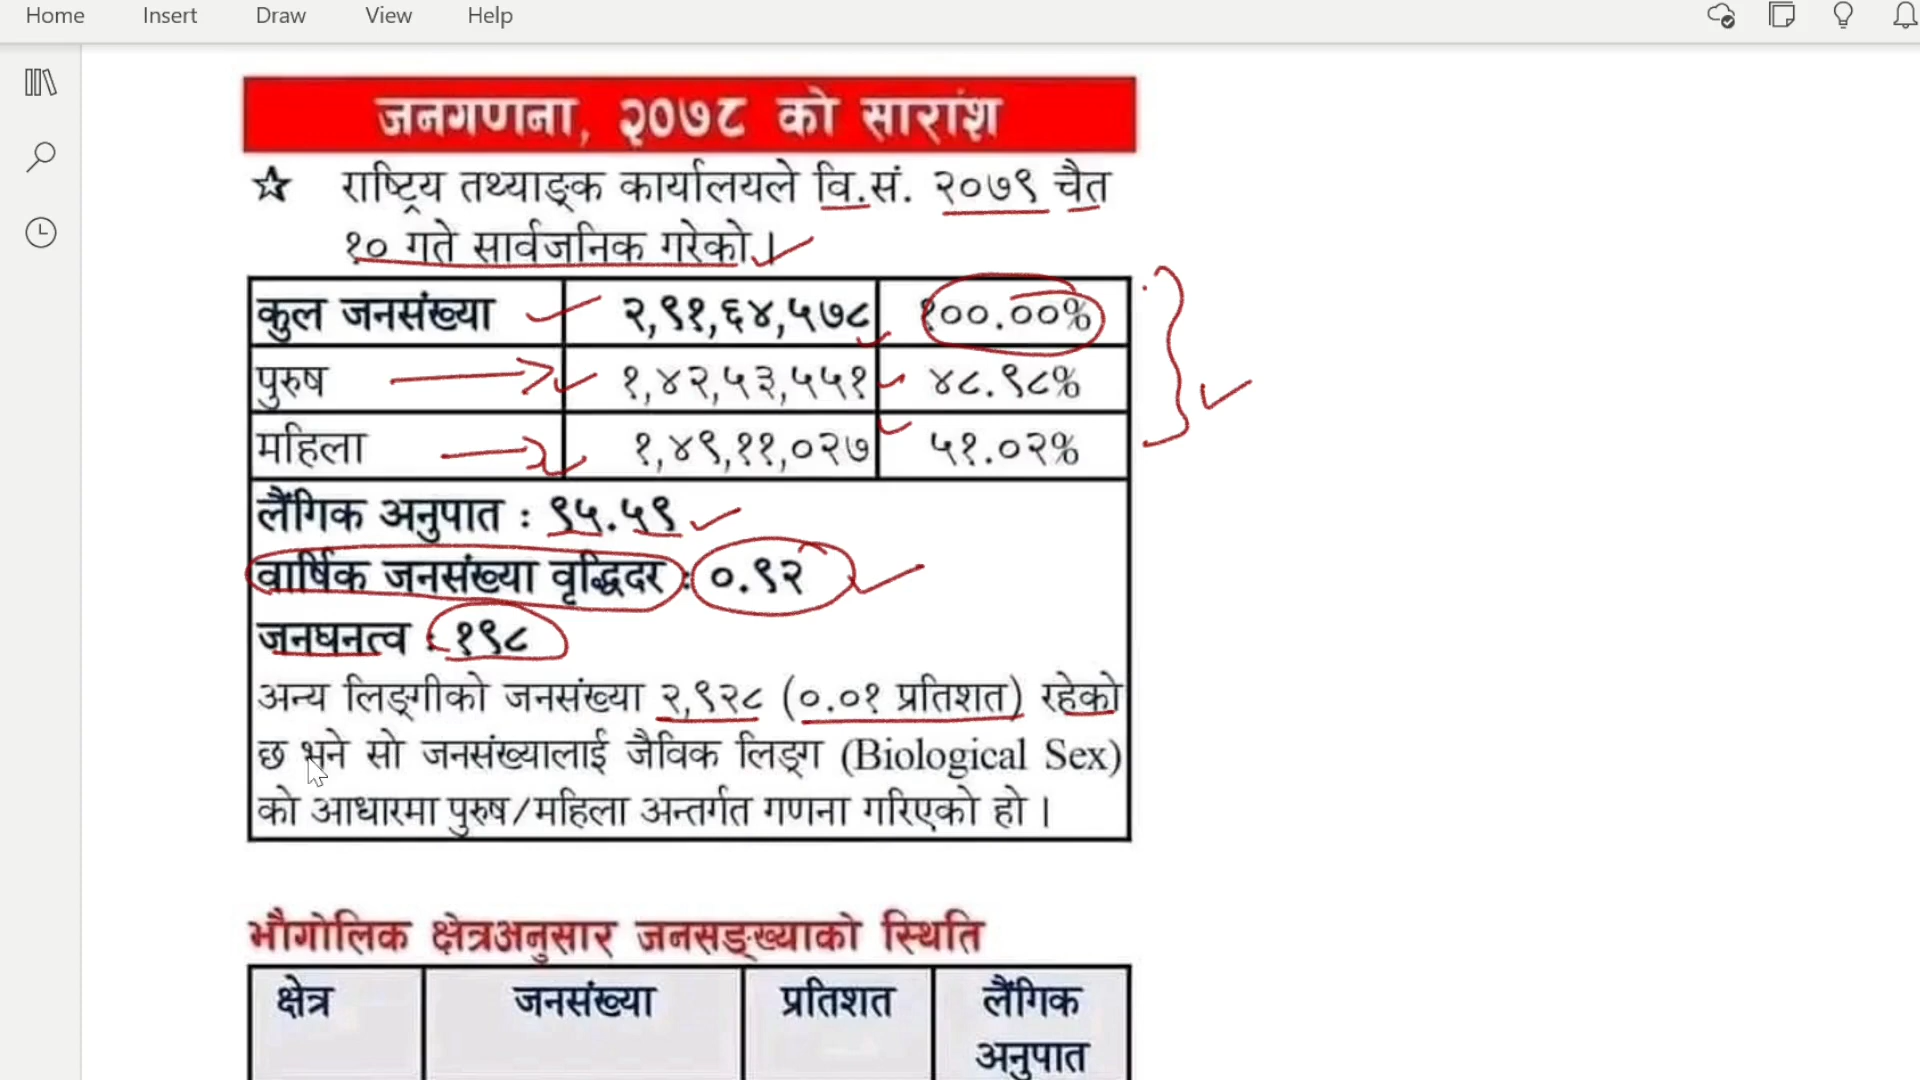 Home Insert Draw View Help
जनगणना, २०७८ को सारांश
☆ राष्ट्रिय तथ्याङ्क कार्यालयले वि.सं. २०७९ चैत
१० गते सार्वजनिक गरेको ।
कुल जनसंख्या २,९१,६४,५७८ १००.००%
पुरुष १,४२,५३,५५१ ४८.९८%
महिला १,४९,११,०२७ ५१.०२%
लैंगिक अनुपात : ९५.५९
वार्षिक जनसंख्या वृद्धिदर : ०.९२
जनघनत्व : १९८
अन्य लिङ्गीको जनसंख्या २,९२८ (०.०१ प्रतिशत) रहेको
छ भने सो जनसंख्यालाई जैविक लिङ्ग (Biological Sex)
को आधारमा पुरुष/महिला अन्तर्गत गणना गरिएको हो ।
भौगोलिक क्षेत्रअनुसार जनसङ्ख्याको स्थिति
क्षेत्र जनसंख्या प्रतिशत लैंगिक
अनुपात